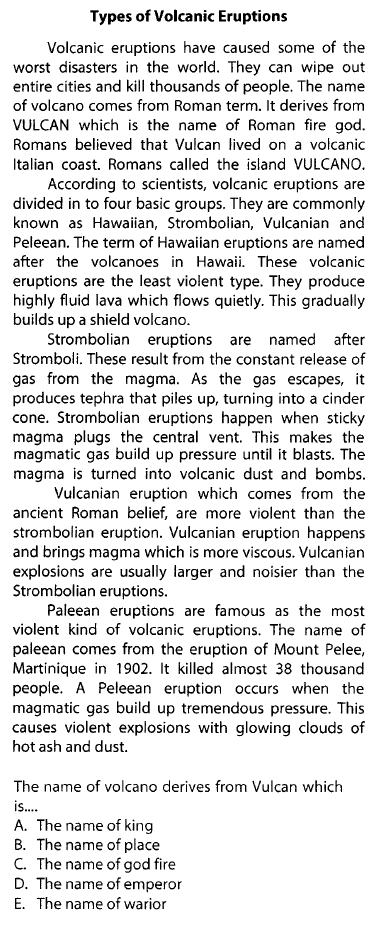 Types of Volcanic Eruptions
Volcanic eruptions have caused some of the
worst disasters in the world. They can wipe out
entire cities and kill thousands of people. The name
of volcano comes from Roman term. It derives from
VULCAN which is the name of Roman fire god.
Romans believed that Vulcan lived on a volcanic
Italian coast. Romans called the island VULCANO.
According to scientists, volcanic eruptions are
divided in to four basic groups. They are commonly
known as Hawaiian, Strombolian, Vulcanian and
Peleean. The term of Hawaiian eruptions are named
after the volcanoes in Hawaii. These volcanic
eruptions are the least violent type. They produce
highly fluid lava which flows quietly. This gradually
builds up a shield volcano.
Strombolian eruptions are named after
Stromboli. These result from the constant release of
gas from the magma. As the gas escapes, it
produces tephra that piles up, turning into a cinder
cone. Strombolian eruptions happen when sticky
magma plugs the central vent. This makes the
magmatic gas build up pressure until it blasts. The
magma is turned into volcanic dust and bombs.
Vulcanian eruption which comes from the
ancient Roman belief, are more violent than the
strombolian eruption. Vulcanian eruption happens
and brings magma which is more viscous. Vulcanian
explosions are usually larger and noisier than the
Strombolian eruptions.
Paleean eruptions are famous as the most
violent kind of volcanic eruptions. The name of
paleean comes from the eruption of Mount Pelee,
Martinique in 1902. It killed almost 38 thousand
people. A Peleean eruption occurs when the
magmatic gas build up tremendous pressure. This
causes violent explosions with glowing clouds of
hot ash and dust.
The name of volcano derives from Vulcan which
is....
A. The name of king
B. The name of place
C. The name of god fire
D. The name of emperor
E. The name of warior